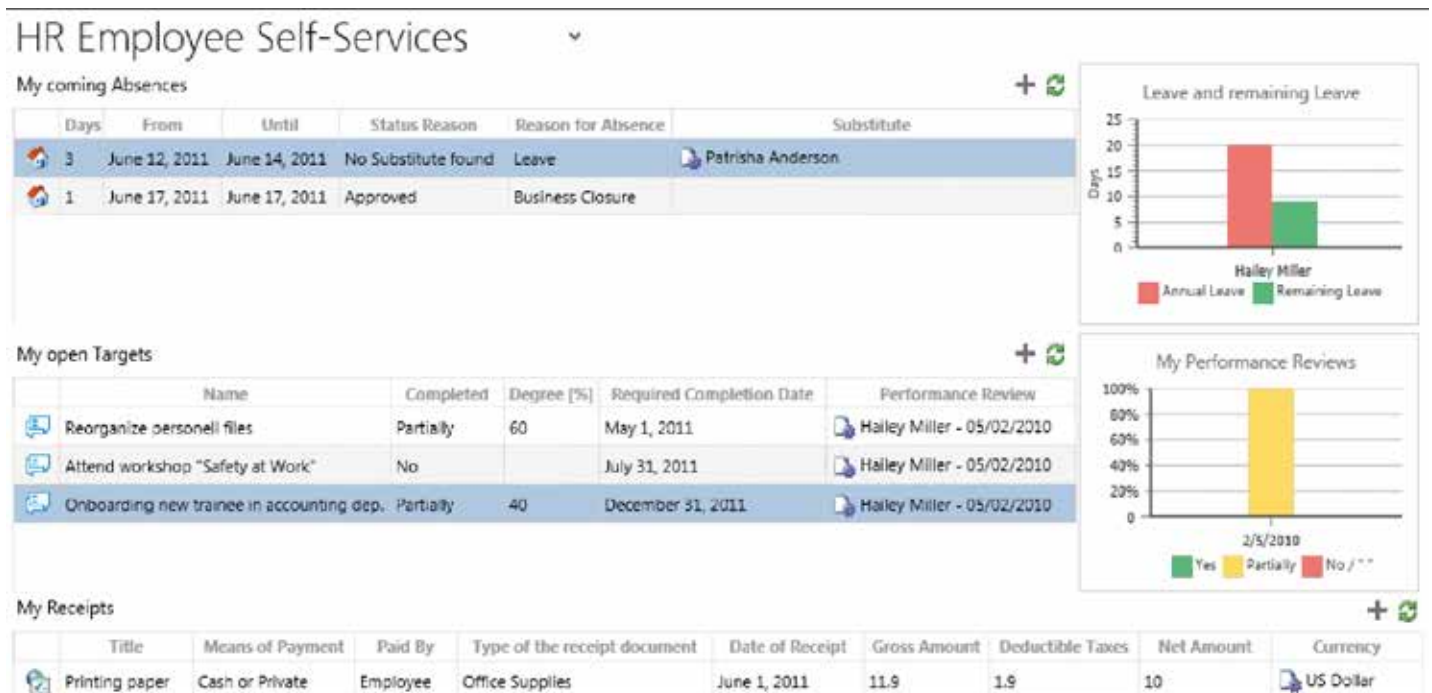 HR Employee Self-Services
My coming Absences
Days From Until Status Reason Reason for Absence Substitute
3 June 12, 2011 June 14, 2011 No Substitute found Leave Patrisha Anderson
1 June 17, 2011 June 17, 2011 Approved Business Closure
Leave and remaining Leave
25
20
15
10
5
0
Days
Hailey Miller
Annual Leave Remaining Leave
My open Targets
Name Completed Degree [%] Required Completion Date Performance Review
Reorganize personell files Partially 60 May 1, 2011 Hailey Miller - 05/02/2010
Attend workshop "Safety at Work" No July 31, 2011 Hailey Miller - 05/02/2010
Onboarding new trainee in accounting dep. Partially 40 December 31, 2011 Hailey Miller - 05/02/2010
My Performance Reviews
100%
80%
60%
40%
20%
0
2/5/2010
Yes Partially No / " "
My Receipts
Title Means of Payment Paid By Type of the receipt document Date of Receipt Gross Amount Deductible Taxes Net Amount Currency
Printing paper Cash or Private Employee Office Supplies June 1, 2011 11.9 1.9 10 US Dollar